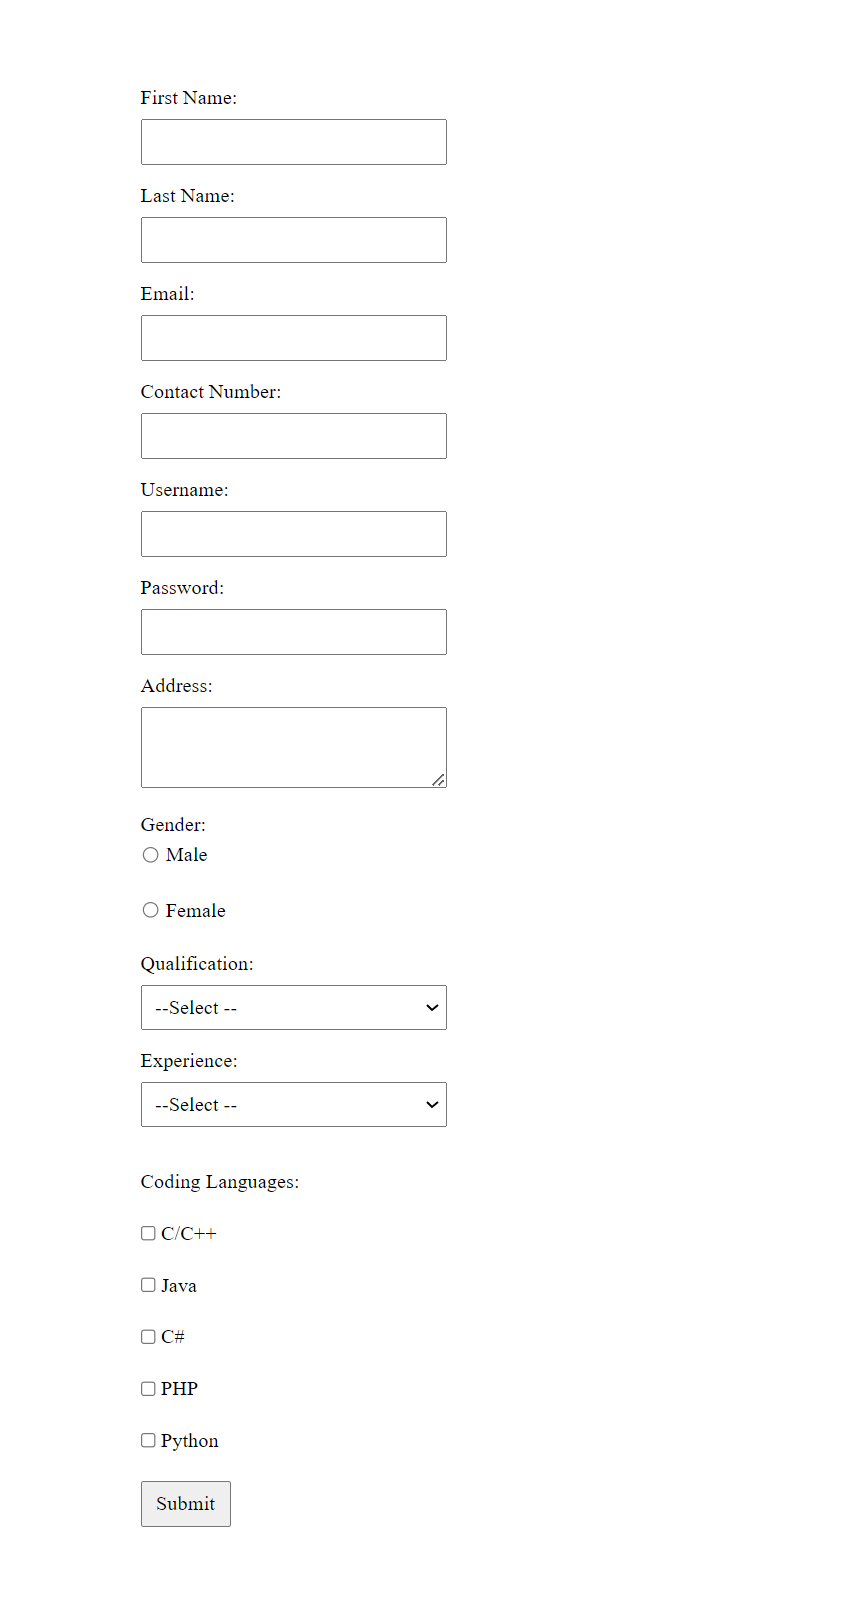 First Name:
Last Name:
Email:
Contact Number:
Username:
Password:
Address:
Gender:
Male
Female
Qualification:
--Select --
Experience:
--Select --
Coding Languages:
C/C++
Java
C#
PHP
Python
Submit